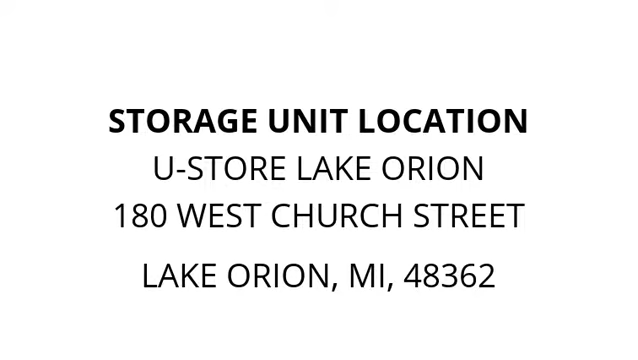 STORAGE UNIT LOCATION
U-STORE LAKE ORION
180 WEST CHURCH STREET
LAKE ORION, MI, 48362